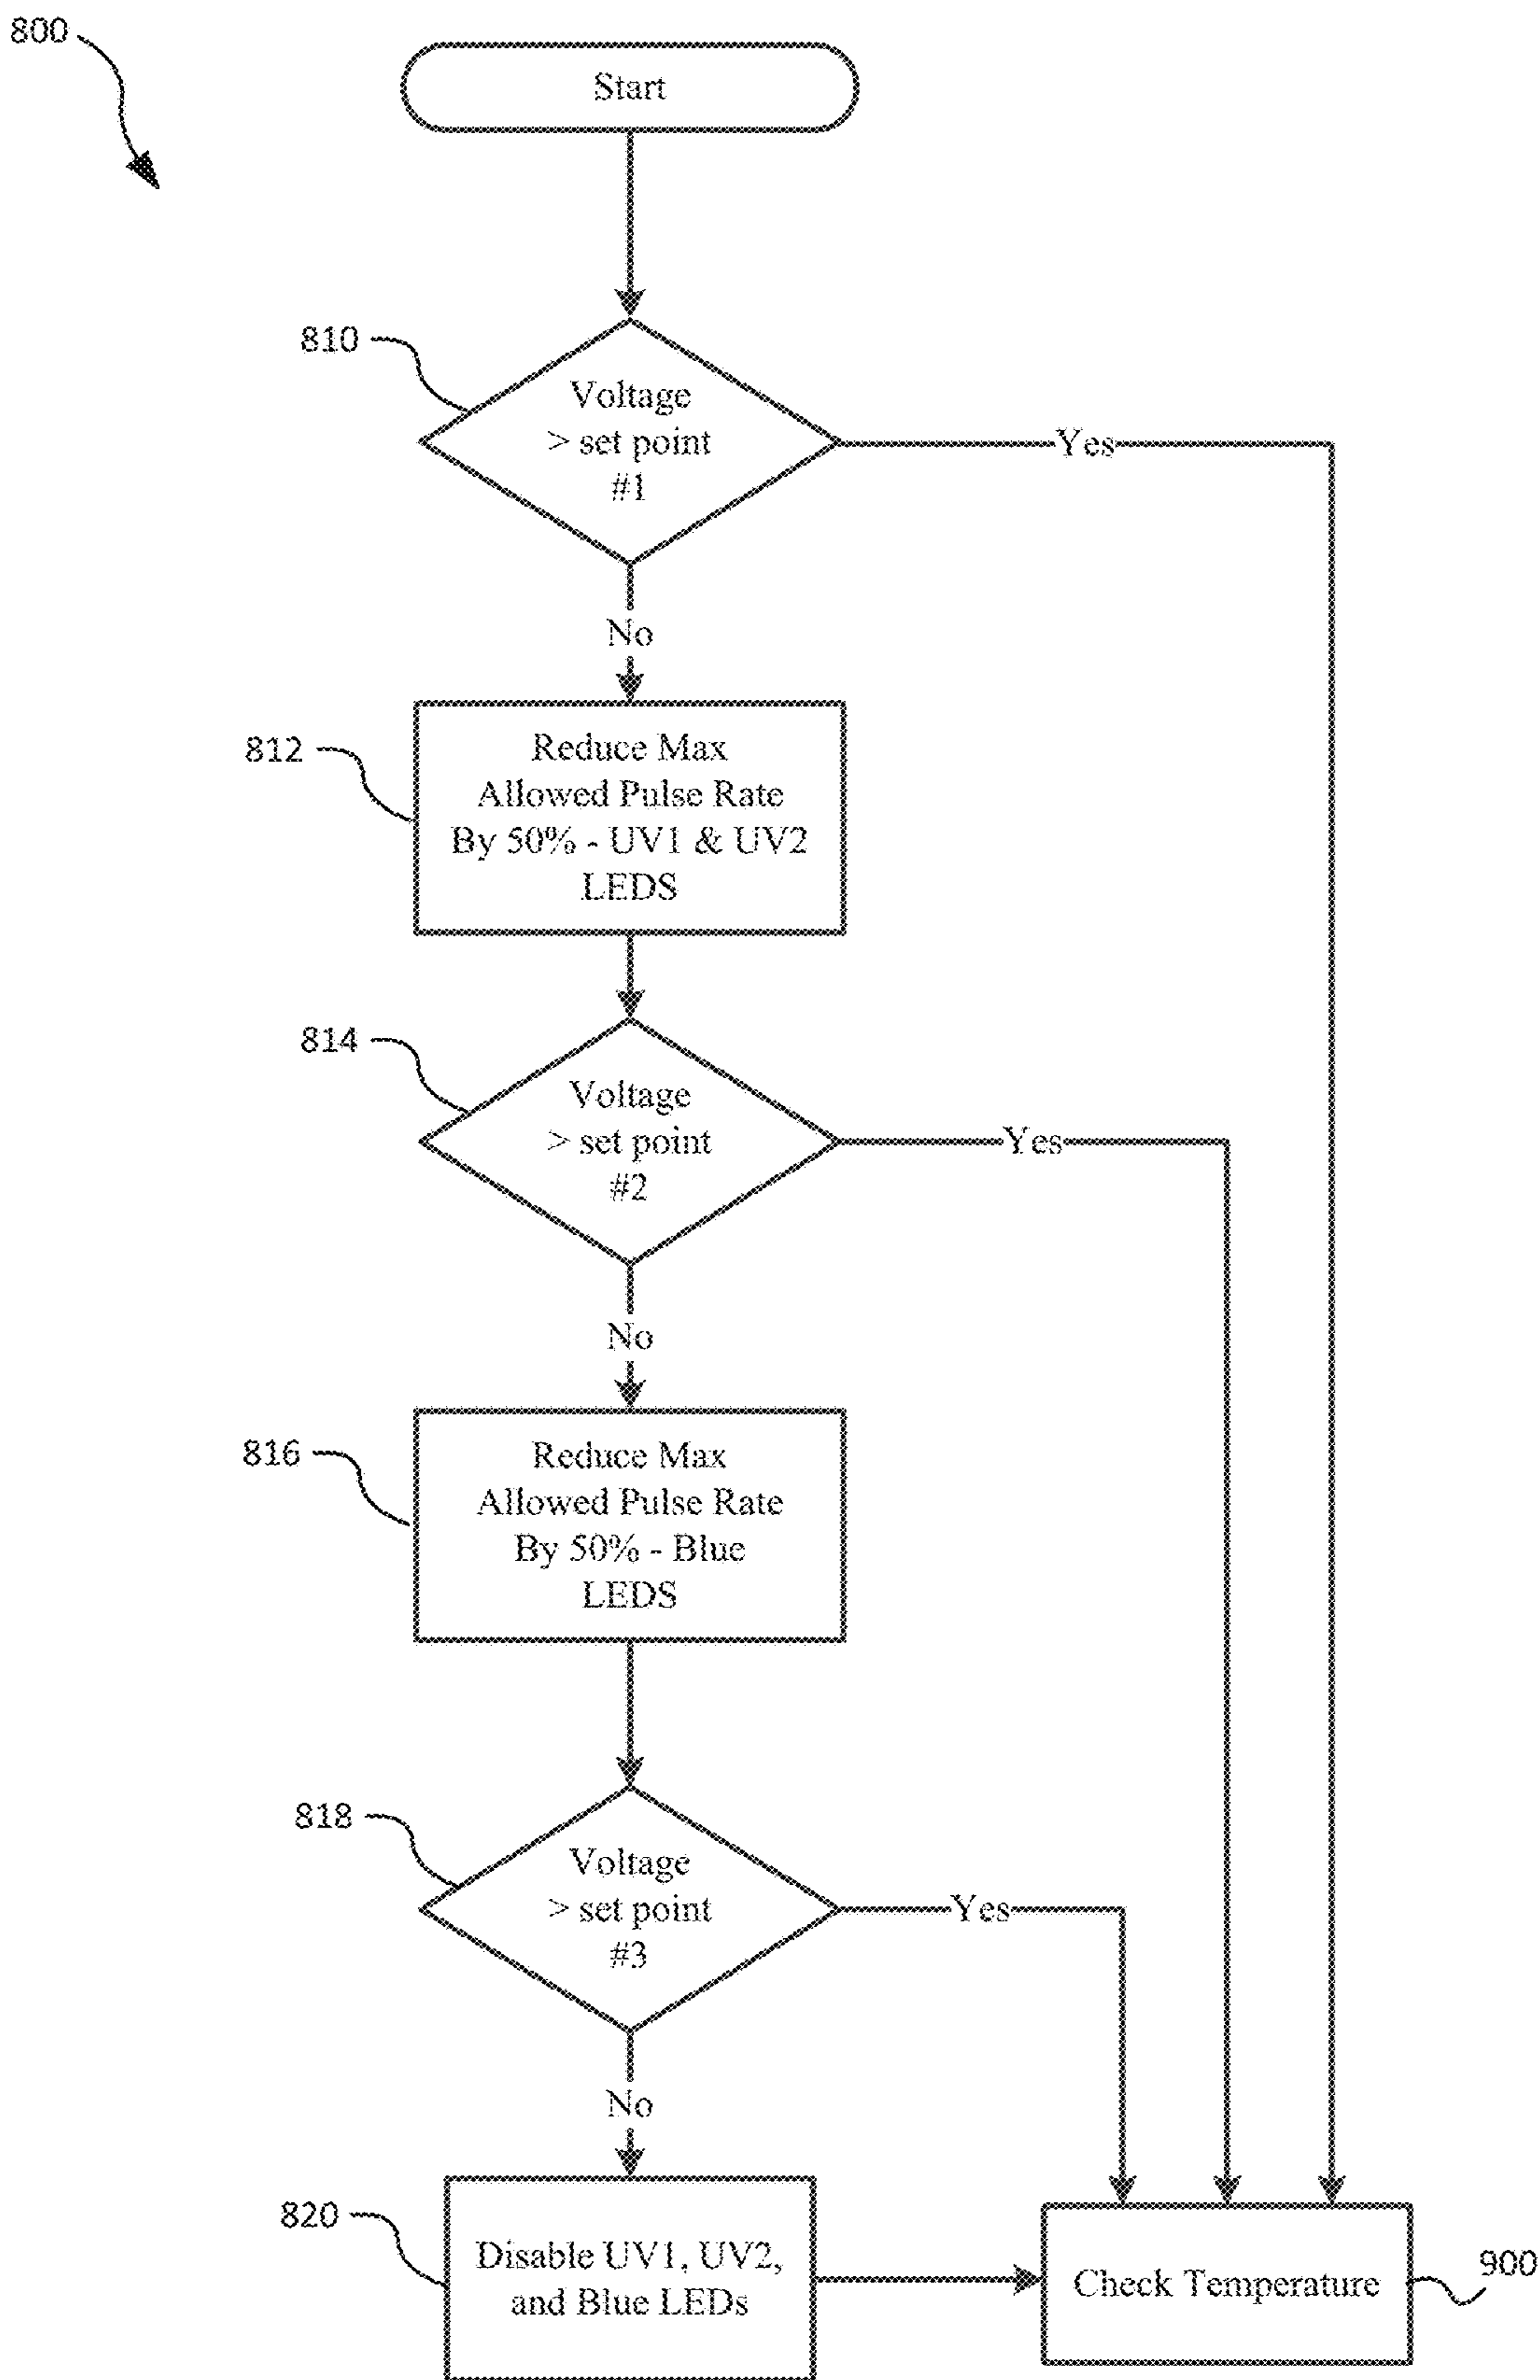 800
Start
810
Voltage
> set point
#1
Yes
No
812
Reduce Max
Allowed Pulse Rate
By 50% - UV1 & UV2
LEDS
814
Voltage
> set point
#2
Yes
No
816
Reduce Max
Allowed Pulse Rate
By 50% - Blue
LEDS
818
Voltage
> set point
#3
Yes
No
820
Disable UV1, UV2,
and Blue LEDs
Check Temperature
900